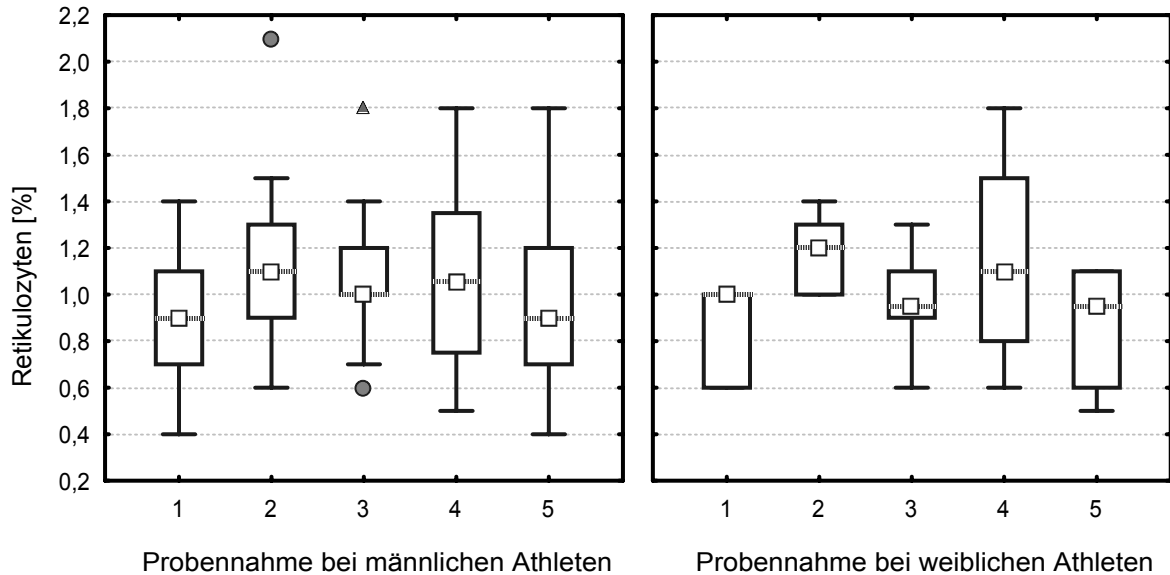 Retikulozyten [%]
2,2
2,0
1,8
1,6
1,4
1,2
1,0
0,8
0,6
0,4
0,2
1 2 3 4 5
1 2 3 4 5
Probennahme bei männlichen Athleten
Probennahme bei weiblichen Athleten